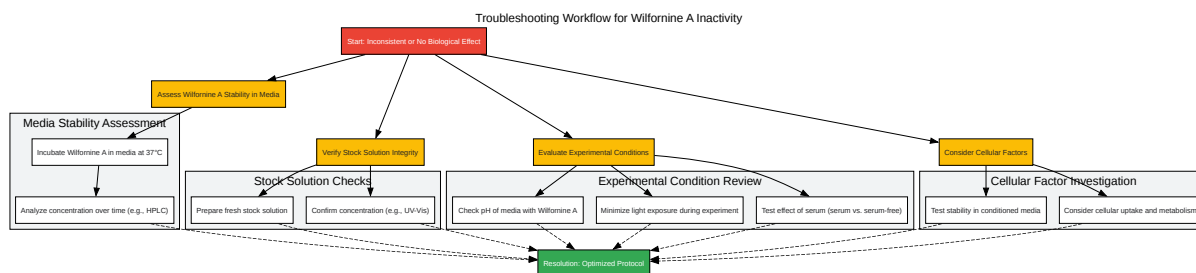 Troubleshooting Workflow for Wilfornine A Inactivity
Start: Inconsistent or No Biological Effect
Assess Wilfornine A Stability in Media
Media Stability Assessment
Incubate Wilfornine A in media at 37°C
Verify Stock Solution Integrity
Evaluate Experimental Conditions
Consider Cellular Factors
Stock Solution Checks
Experimental Condition Review
Cellular Factor Investigation
Analyze concentration over time (e.g., HPLC)
Prepare fresh stock solution
Confirm concentration (e.g., UV-Vis)
Check pH of media with Wilfornine A
Minimize light exposure during experiment
Test effect of serum (serum vs. serum-free)
Test stability in conditioned media
Consider cellular uptake and metabolism
Resolution: Optimized Protocol